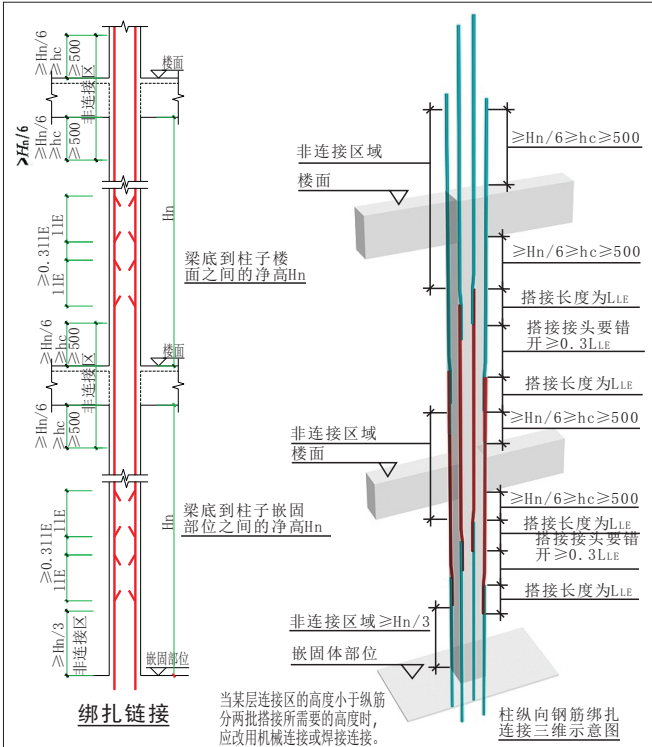 ≥Hn/6
≥hc
≥500
非连接区
楼面
≥Hn/6
≥Hn/6
≥hc
≥500
Hn
≥0.3llE
llE
梁底到柱子楼
面之间的净高Hn
≥Hn/6
≥hc
≥500
非连接区
楼面
≥Hn/6
≥hc
≥500
Hn
llE
≥0.3llE
llE
梁底到柱子嵌固
部位之间的净高Hn
≥Hn/3
非连接区
嵌固部位
绑扎链接
当某层连接区的高度小于纵筋
分两批搭接所需要的高度时,
应改用机械连接或焊接连接。
非连接区域
楼面
≥Hn/6≥hc≥500
≥Hn/6≥hc≥500
搭接长度为LLE
搭接接头要错
开≥0.3LLE
搭接长度为LLE
≥Hn/6≥hc≥500
非连接区域
楼面
≥Hn/6≥hc≥500
搭接长度为LLE
搭接接头要错
开≥0.3LLE
搭接长度为LLE
非连接区域≥Hn/3
嵌固体部位
柱纵向钢筋绑扎
连接三维示意图